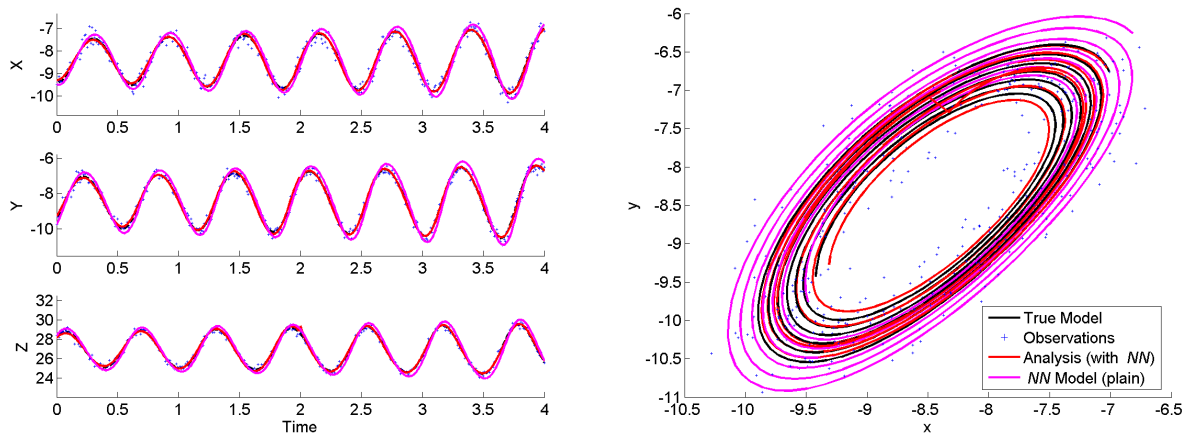 -7
-8
-9
-10
X
0 0.5 1 1.5 2 2.5 3 3.5 4
-6
-8
-10
Y
0 0.5 1 1.5 2 2.5 3 3.5 4
32
30
28
26
24
Z
0 0.5 1 1.5 2 2.5 3 3.5 4
Time
-6
-6.5
-7
-7.5
-8
-8.5
-9
-9.5
-10
-10.5
-11
y
-10.5 -10 -9.5 -9 -8.5 -8 -7.5 -7 -6.5
x
True Model
Observations
Analysis (with NN)
NN Model (plain)